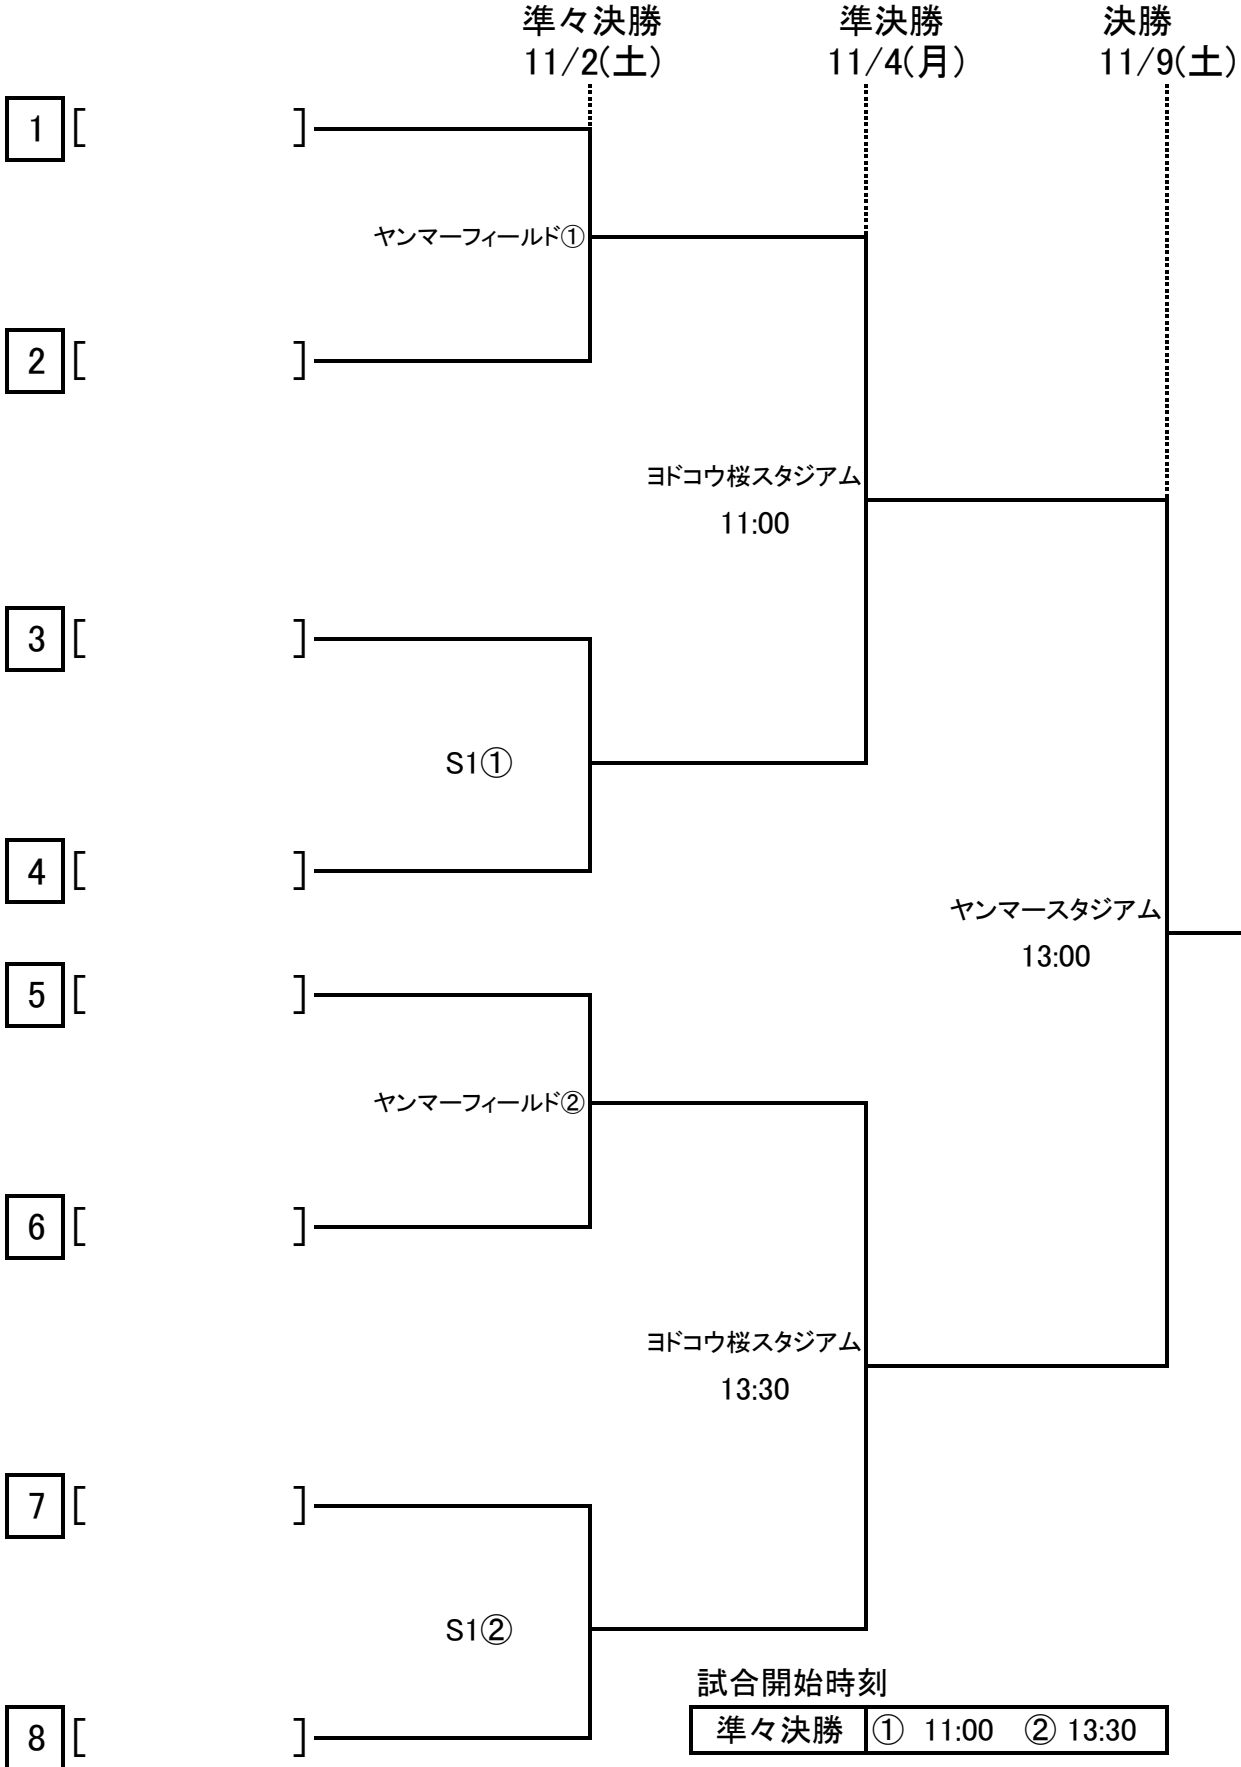 準々決勝 準決勝 決勝
11/2(土) 11/4(月) 11/9(土)
1 [ ]
ヤンマーフィールド①
2 [ ]
ヨドコウ桜スタジアム
11:00
3 [ ]
S1①
4 [ ]
ヤンマースタジアム
13:00
5 [ ]
ヤンマーフィールド②
6 [ ]
ヨドコウ桜スタジアム
13:30
7 [ ]
S1②
試合開始時刻
8 [ ] 準々決勝 ① 11:00 ② 13:30